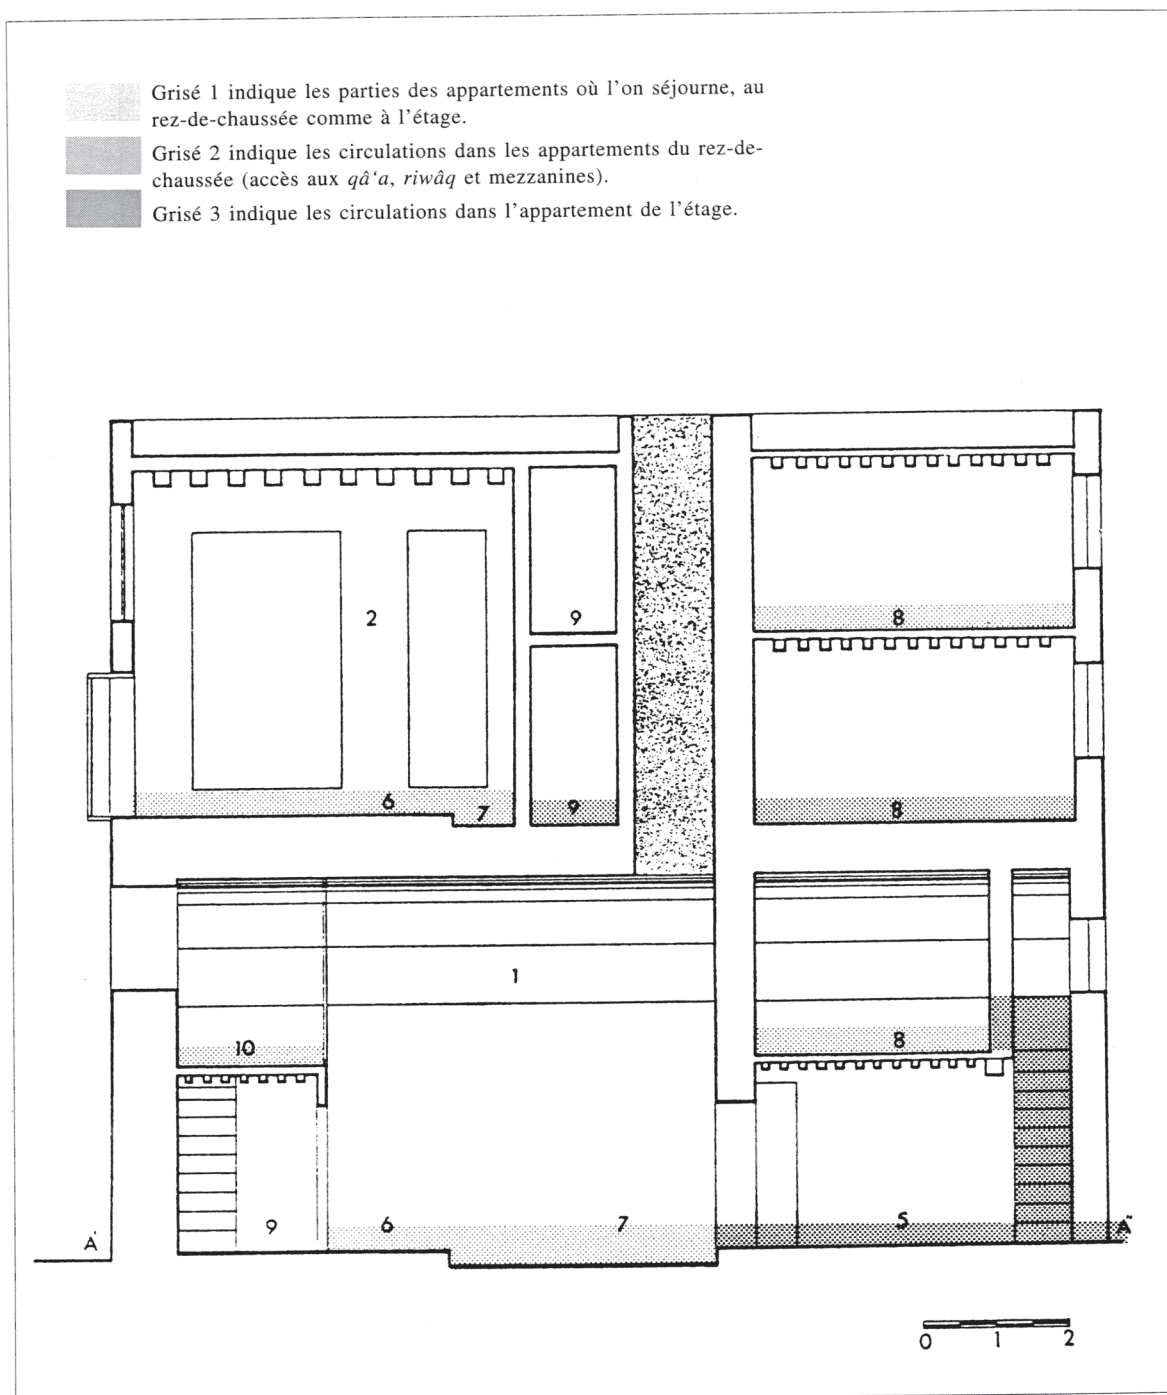 Grisé 1 indique les parties des appartements où l'on séjourne, au
rez-de-chaussée comme à l'étage.
Grisé 2 indique les circulations dans les appartements du rez-de-
chaussée (accès aux qâ‘a, riwâq et mezzanines).
Grisé 3 indique les circulations dans l'appartement de l'étage.
2
9
8
6
7
9
8
1
10
8
9
6
7
5
A'
A"
0 1 2